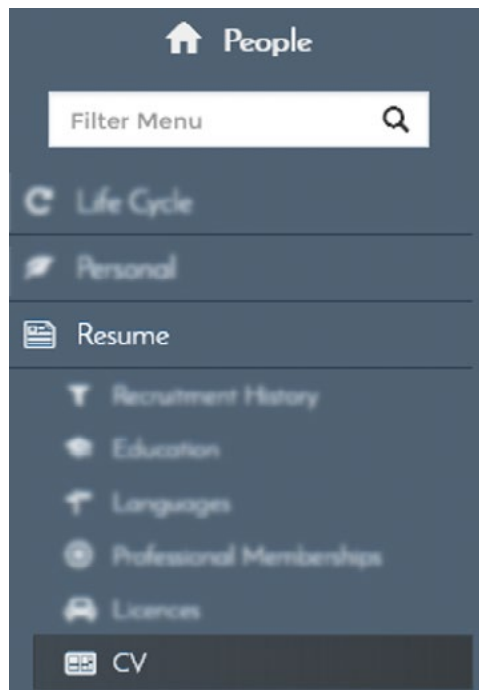 People
Filter Menu
Life Cycle
Personal
Resume
Recruitment History
Education
Languages
Professional Memberships
Licences
CV